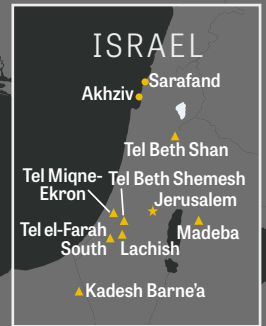 ISRAEL
Sarafand
Akhziv
Tel Beth Shan
Tel Miqne-
Ekron
Tel Beth Shemesh
Jerusalem
Tel el-Farah
South
Lachish
Madeba
Kadesh Barne'a